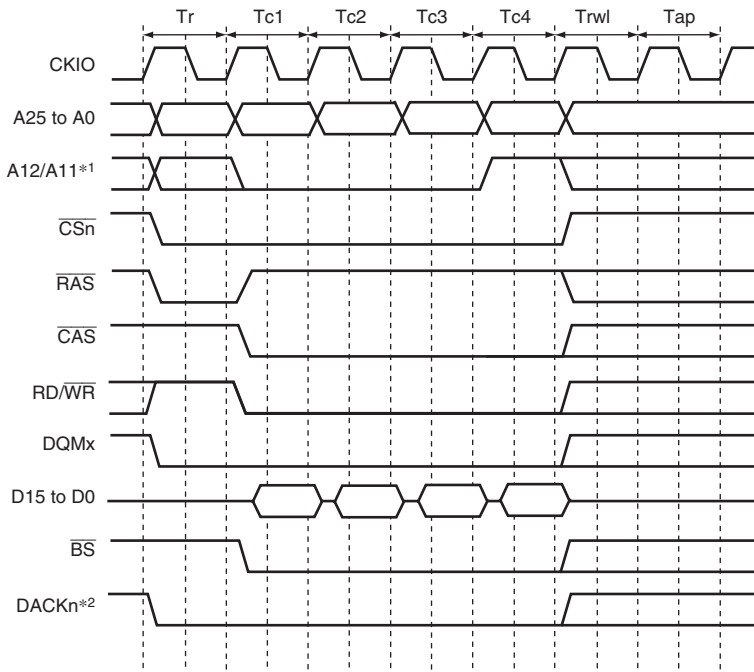 Tr Tc1 Tc2 Tc3 Tc4 Trwl Tap
CKIO
A25 to A0
A12/A11*1
CSn
RAS
CAS
RD/WR
DQMx
D15 to D0
BS
DACKn*2